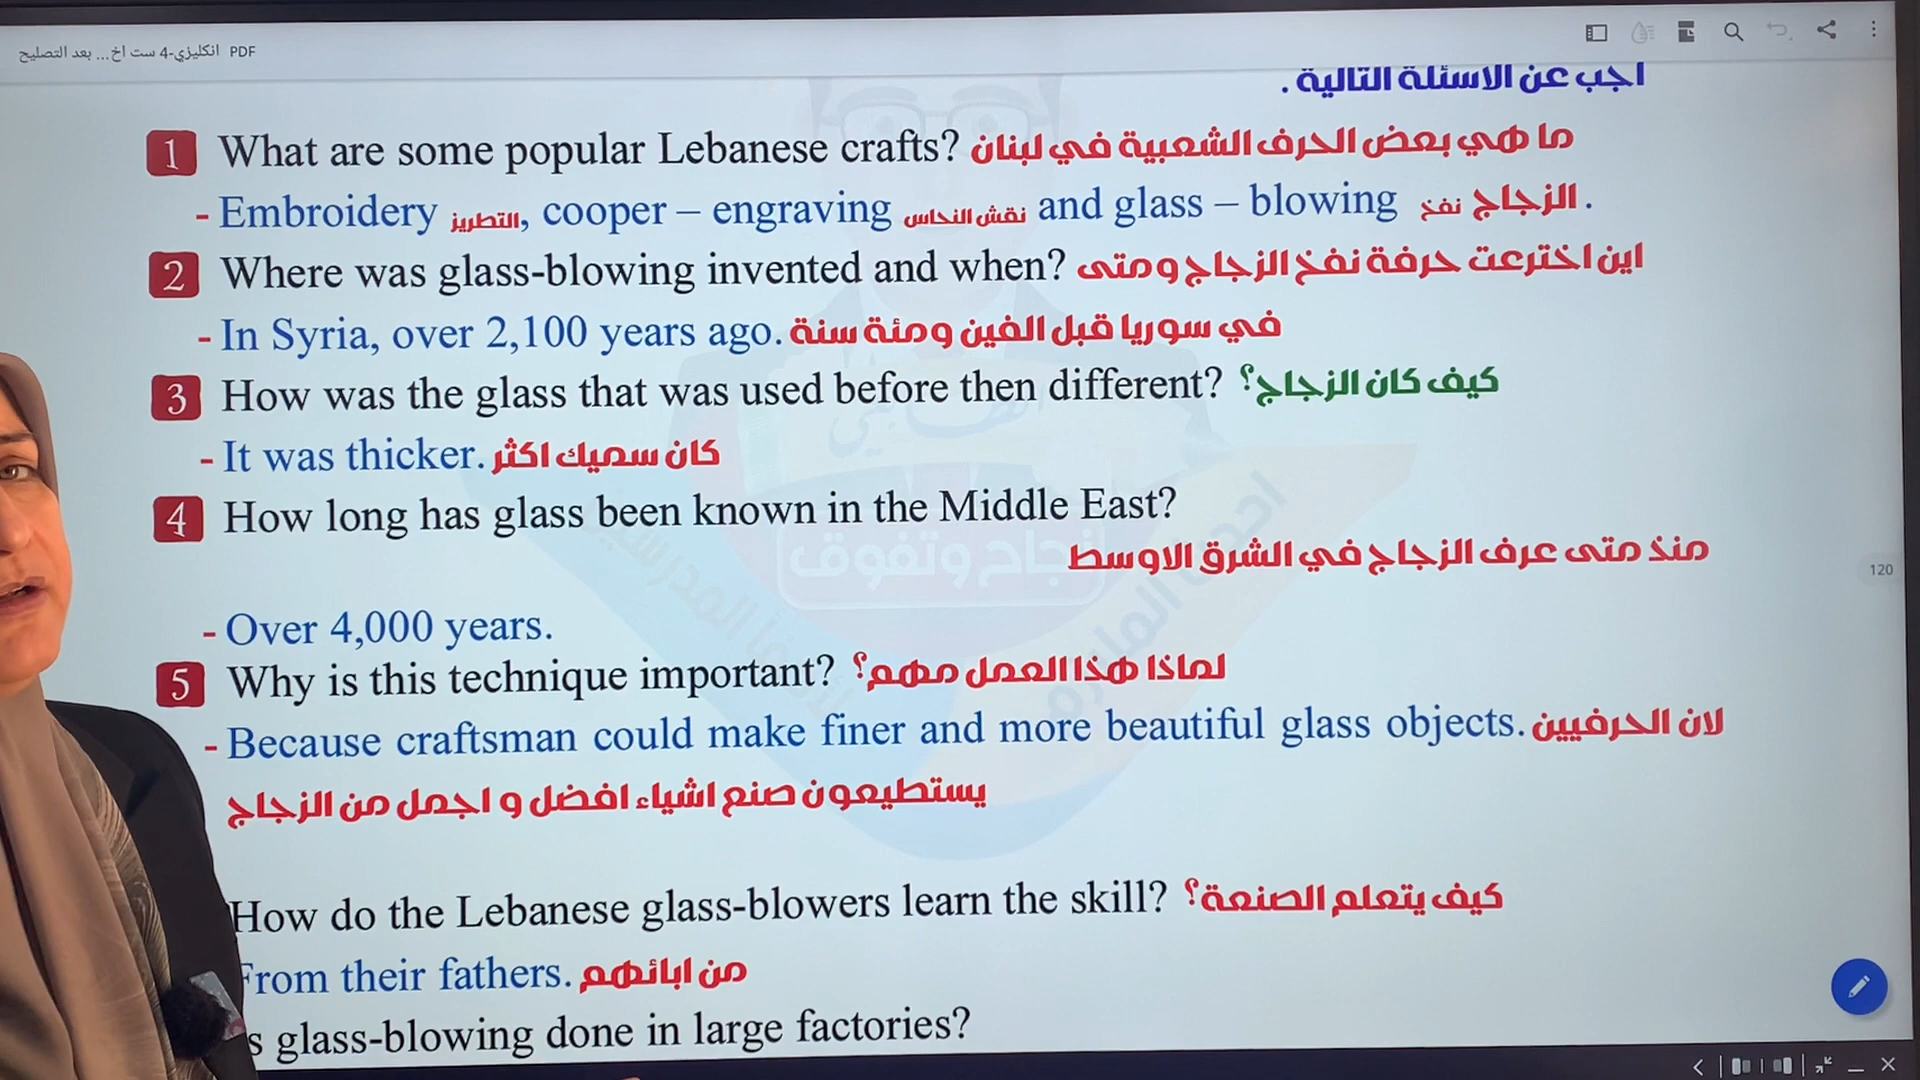 PDF انكليزي-4 ست اخ... بعد التصليح
اجب عن الاسئلة التالية .
1 What are some popular Lebanese crafts? ما هي بعض الحرف الشعبية في لبنان
- Embroidery التطريز, cooper – engraving نقش النحاس and glass – blowing نفخ الزجاج .
2 Where was glass-blowing invented and when? اين اخترعت حرفة نفخ الزجاج ومتى
- In Syria, over 2,100 years ago. في سوريا قبل الفين ومئة سنة
3 How was the glass that was used before then different? كيف كان الزجاج؟
- It was thicker. كان سميك اكثر
4 How long has glass been known in the Middle East?
منذ متى عرف الزجاج في الشرق الاوسط
- Over 4,000 years.
120
5 Why is this technique important? لماذا هذا العمل مهم؟
- Because craftsman could make finer and more beautiful glass objects. لان الحرفيين
يستطيعون صنع اشياء افضل و اجمل من الزجاج
How do the Lebanese glass-blowers learn the skill? كيف يتعلم الصنعة؟
From their fathers. من ابائهم
s glass-blowing done in large factories?
نجاح وتفوق